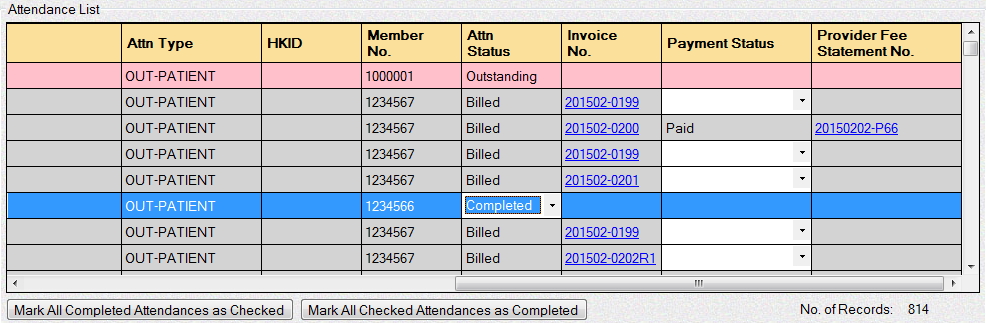 Attendance List
Attn Type HKID Member No. Attn Status Invoice No. Payment Status Provider Fee Statement No.
OUT-PATIENT 1000001 Outstanding
OUT-PATIENT 1234567 Billed 201502-0199
OUT-PATIENT 1234567 Billed 201502-0200 Paid 20150202-P66
OUT-PATIENT 1234567 Billed 201502-0199
OUT-PATIENT 1234567 Billed 201502-0201
OUT-PATIENT 1234566 Completed
OUT-PATIENT 1234567 Billed 201502-0199
OUT-PATIENT 1234567 Billed 201502-0202R1
Mark All Completed Attendances as Checked Mark All Checked Attendances as Completed No. of Records: 814